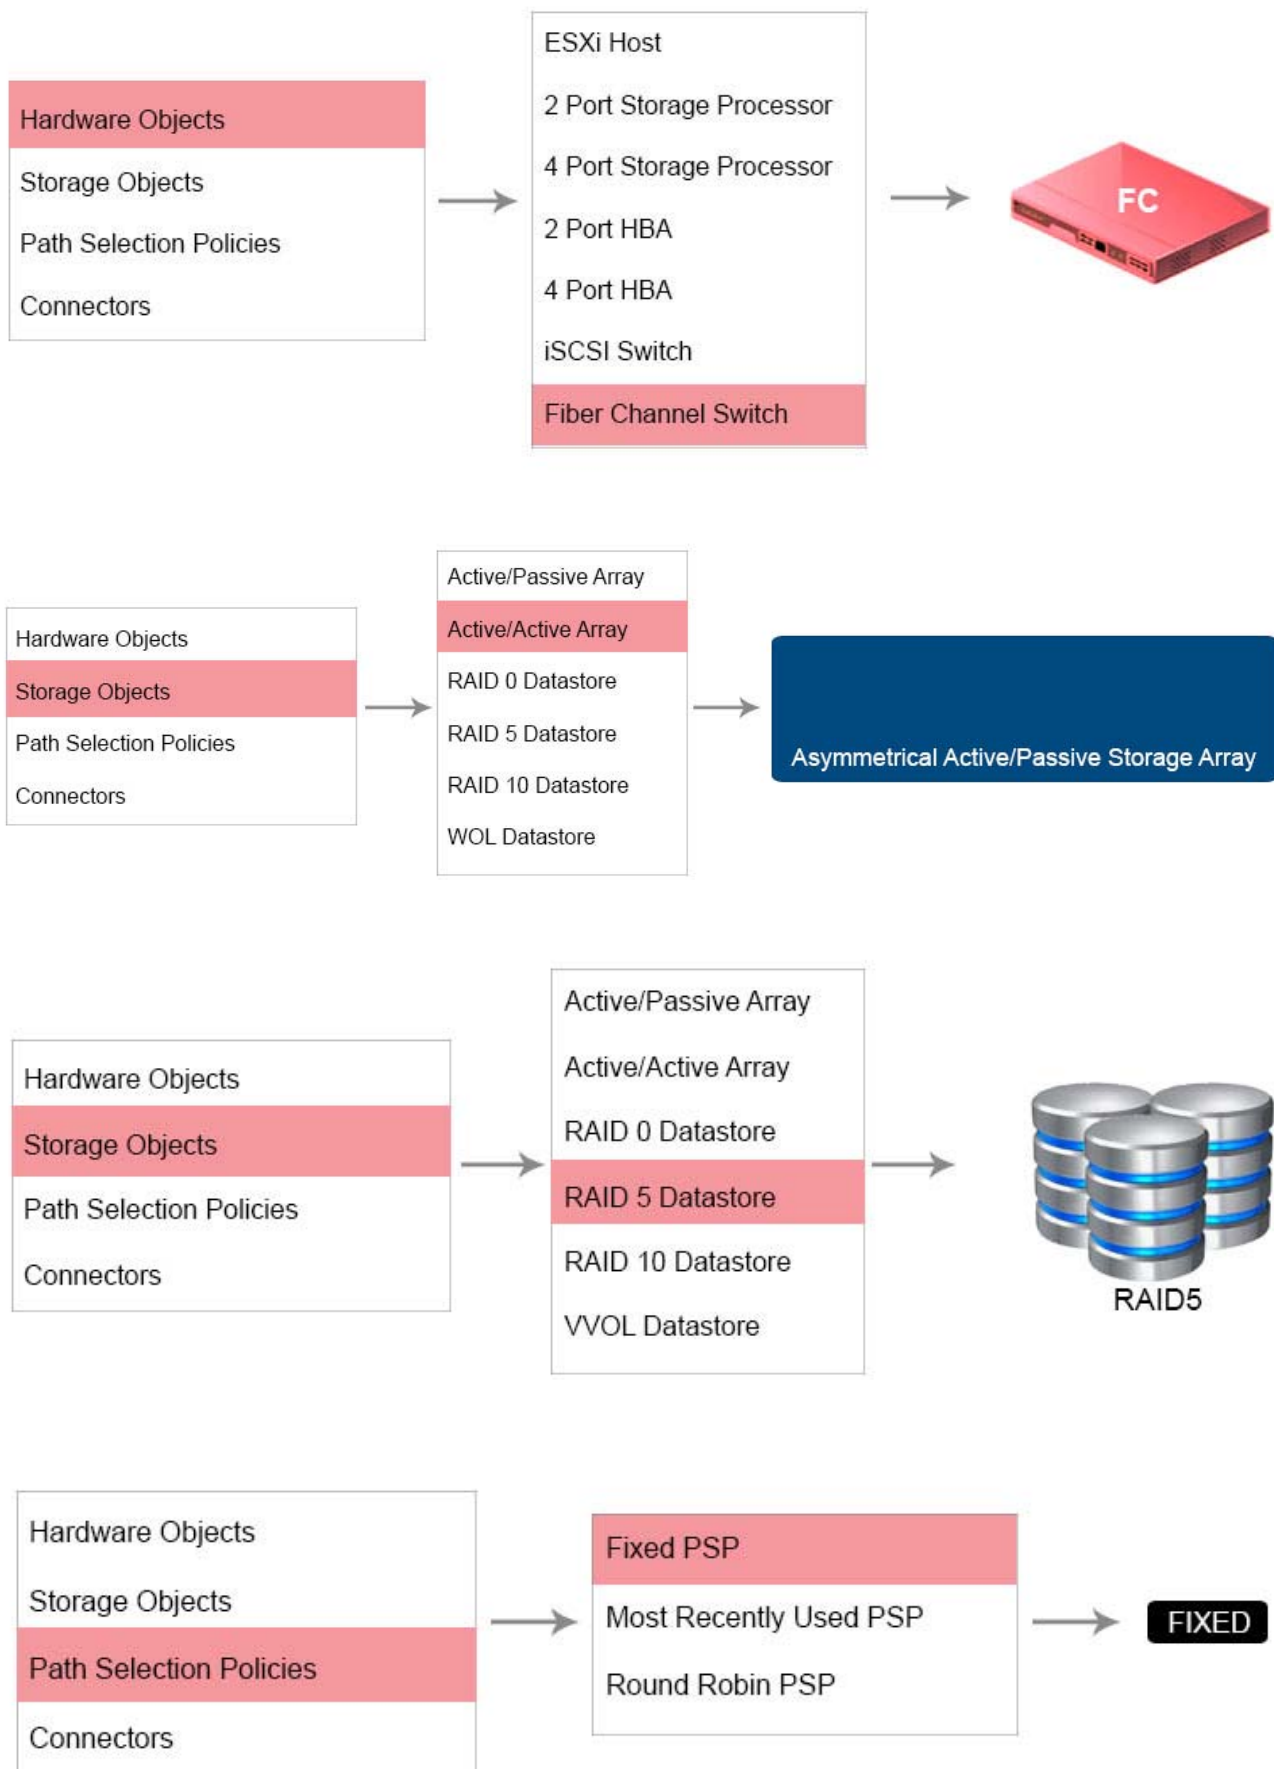 Hardware Objects
Storage Objects
Path Selection Policies
Connectors
ESXi Host
2 Port Storage Processor
4 Port Storage Processor
2 Port HBA
4 Port HBA
iSCSI Switch
Fiber Channel Switch
FC
Hardware Objects
Storage Objects
Path Selection Policies
Connectors
Active/Passive Array
Active/Active Array
RAID 0 Datastore
RAID 5 Datastore
RAID 10 Datastore
WOL Datastore
Asymmetrical Active/Passive Storage Array
Hardware Objects
Storage Objects
Path Selection Policies
Connectors
Active/Passive Array
Active/Active Array
RAID 0 Datastore
RAID 5 Datastore
RAID 10 Datastore
VVOL Datastore
RAID5
Hardware Objects
Storage Objects
Path Selection Policies
Connectors
Fixed PSP
Most Recently Used PSP
Round Robin PSP
FIXED